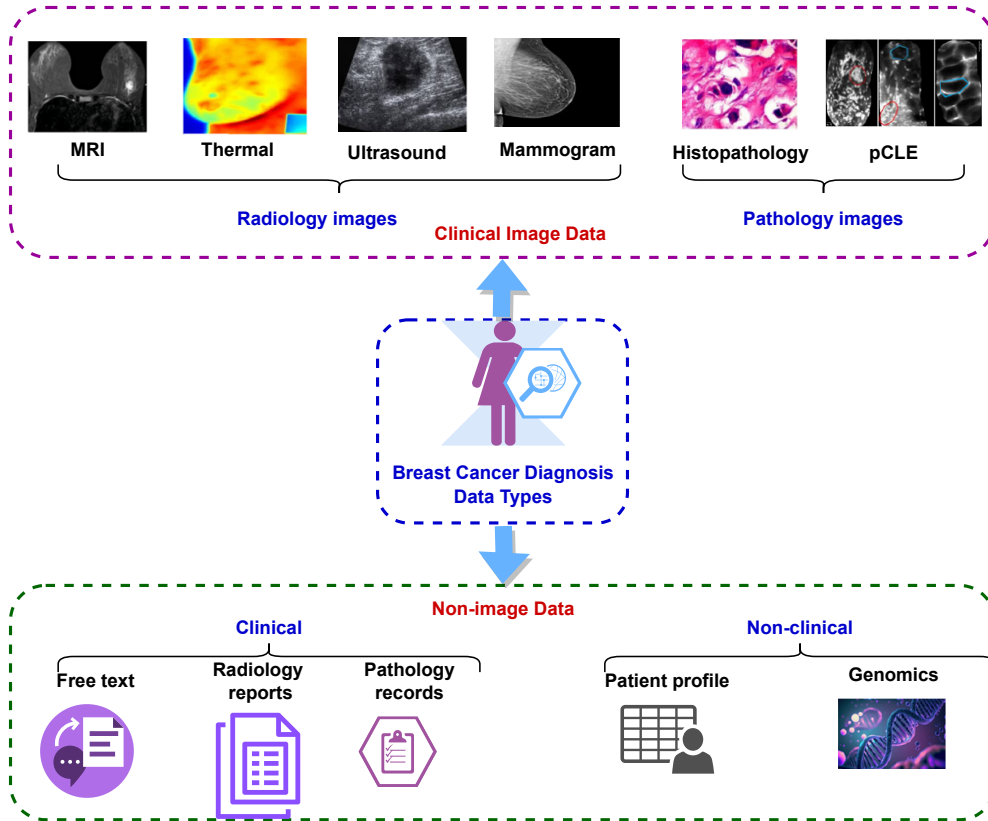 MRI
Thermal
Ultrasound
Mammogram
Histopathology
pCLE
Radiology images
Pathology images
Clinical Image Data
Breast Cancer Diagnosis
Data Types
Non-image Data
Clinical
Non-clinical
Free text
Radiology
reports
Pathology
records
Patient profile
Genomics